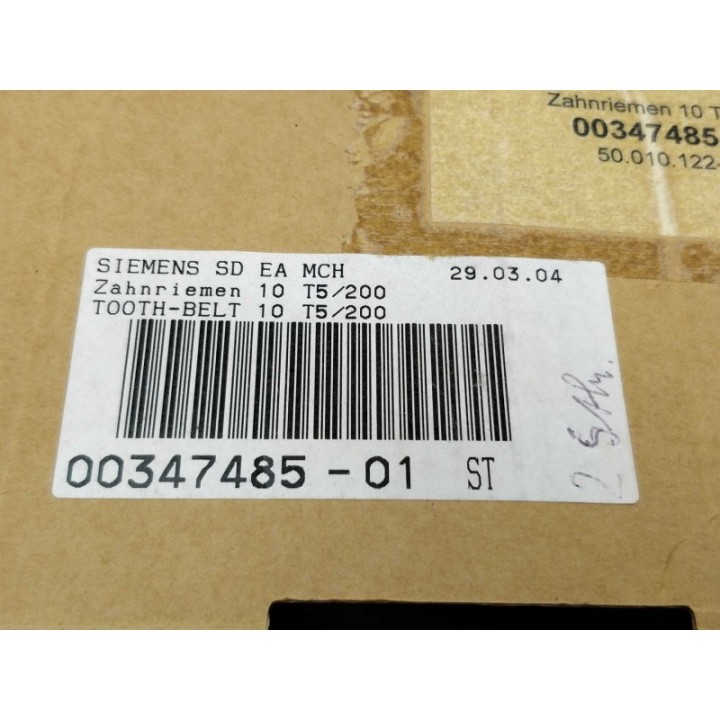 Zahnriemen 10 T
00347485
50.010.122
SIEMENS SD EA MCH 29.03.04
Zahnriemen 10 T5/200
TOOTH-BELT 10 T5/200
00347485-01 ST
2